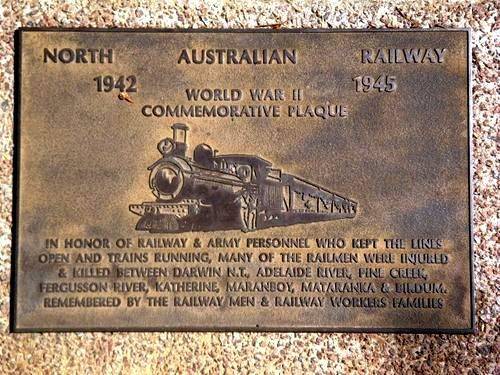 NORTH AUSTRALIAN RAILWAY
1942 1945
WORLD WAR II
COMMEMORATIVE PLAQUE
IN HONOR OF RAILWAY & ARMY PERSONNEL WHO KEPT THE LINES
OPEN AND TRAINS RUNNING, MANY OF THE RAILMEN WERE INJURED
& KILLED BETWEEN DARWIN N.T., ADELAIDE RIVER, PINE CREEK,
FERGUSSON RIVER, KATHERINE, MARANBOY, MATARANKA & BIRDUM.
REMEMBERED BY THE RAILWAY MEN & RAILWAY WORKERS FAMILIES